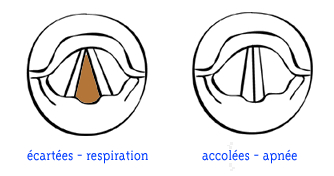 écartées - respiration
accolées - apnée